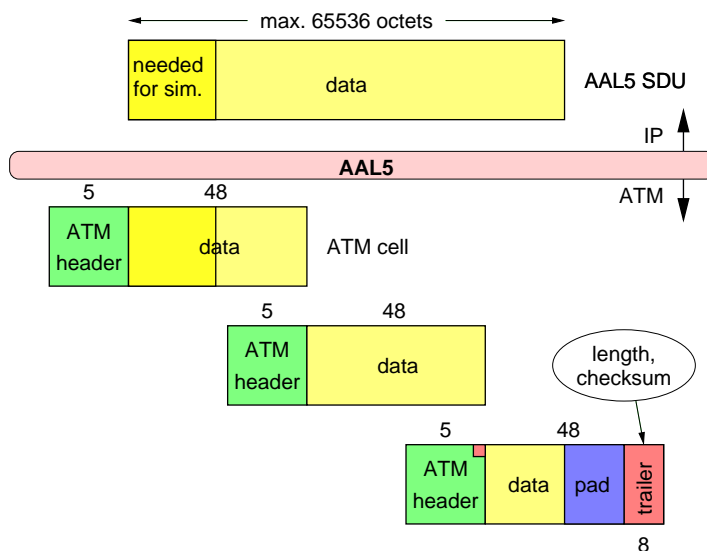 max. 65536 octets
needed
for sim.
data
AAL5 SDU
IP
AAL5
ATM
5
48
ATM
header
data
ATM cell
5
48
ATM
header
data
length,
checksum
5
48
ATM
header
data
pad
trailer
8